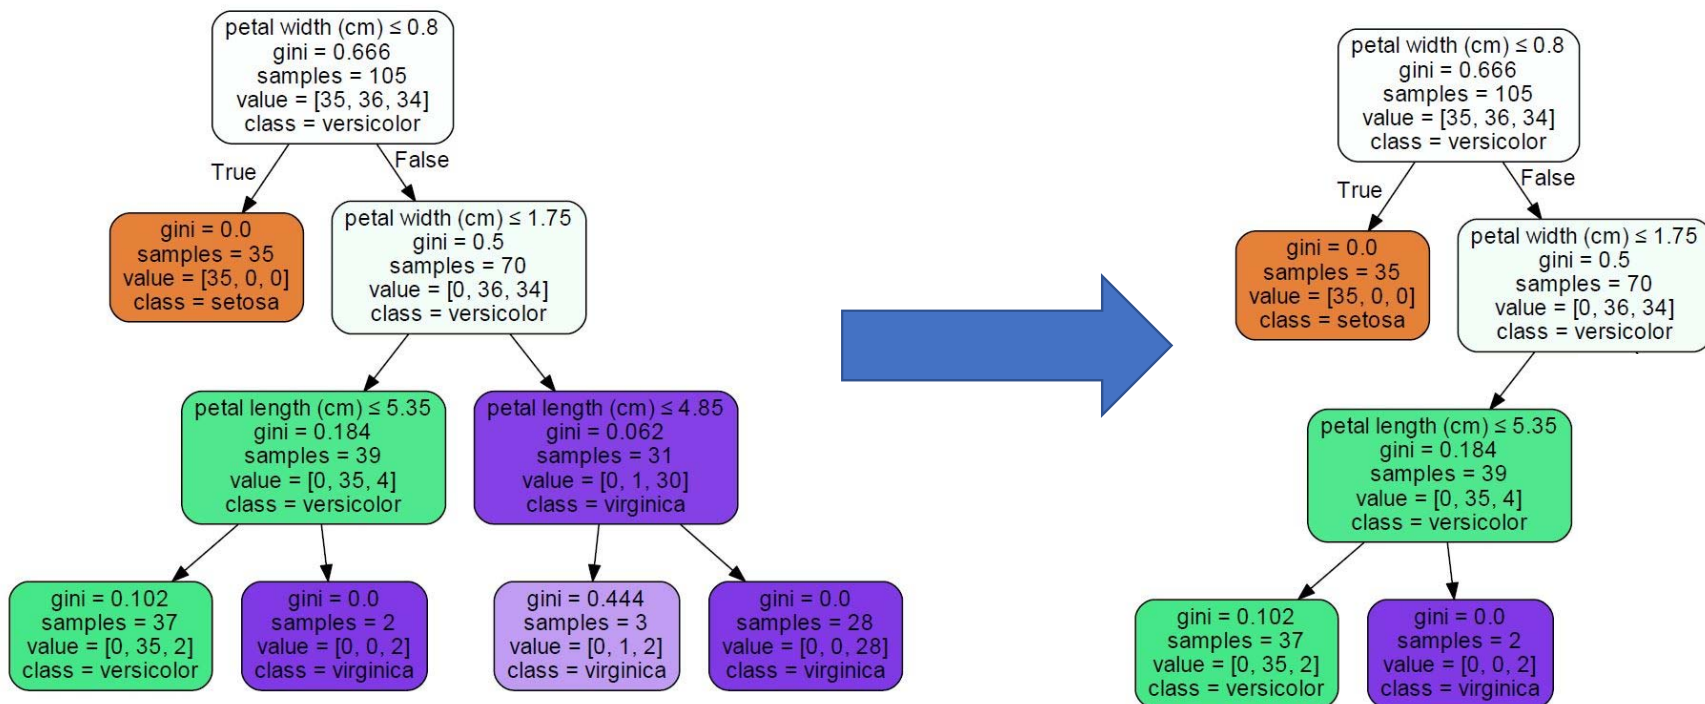 petal width (cm) ≤ 0.8
gini = 0.666
samples = 105
value = [35, 36, 34]
class = versicolor
True
False
gini = 0.0
samples = 35
value = [35, 0, 0]
class = setosa
petal width (cm) ≤ 1.75
gini = 0.5
samples = 70
value = [0, 36, 34]
class = versicolor
petal length (cm) ≤ 5.35
gini = 0.184
samples = 39
value = [0, 35, 4]
class = versicolor
petal length (cm) ≤ 4.85
gini = 0.062
samples = 31
value = [0, 1, 30]
class = virginica
gini = 0.102
samples = 37
value = [0, 35, 2]
class = versicolor
gini = 0.0
samples = 2
value = [0, 0, 2]
class = virginica
gini = 0.444
samples = 3
value = [0, 1, 2]
class = virginica
gini = 0.0
samples = 28
value = [0, 0, 28]
class = virginica
petal width (cm) ≤ 0.8
gini = 0.666
samples = 105
value = [35, 36, 34]
class = versicolor
True
False
gini = 0.0
samples = 35
value = [35, 0, 0]
class = setosa
petal width (cm) ≤ 1.75
gini = 0.5
samples = 70
value = [0, 36, 34]
class = versicolor
petal length (cm) ≤ 5.35
gini = 0.184
samples = 39
value = [0, 35, 4]
class = versicolor
gini = 0.102
samples = 37
value = [0, 35, 2]
class = versicolor
gini = 0.0
samples = 2
value = [0, 0, 2]
class = virginica